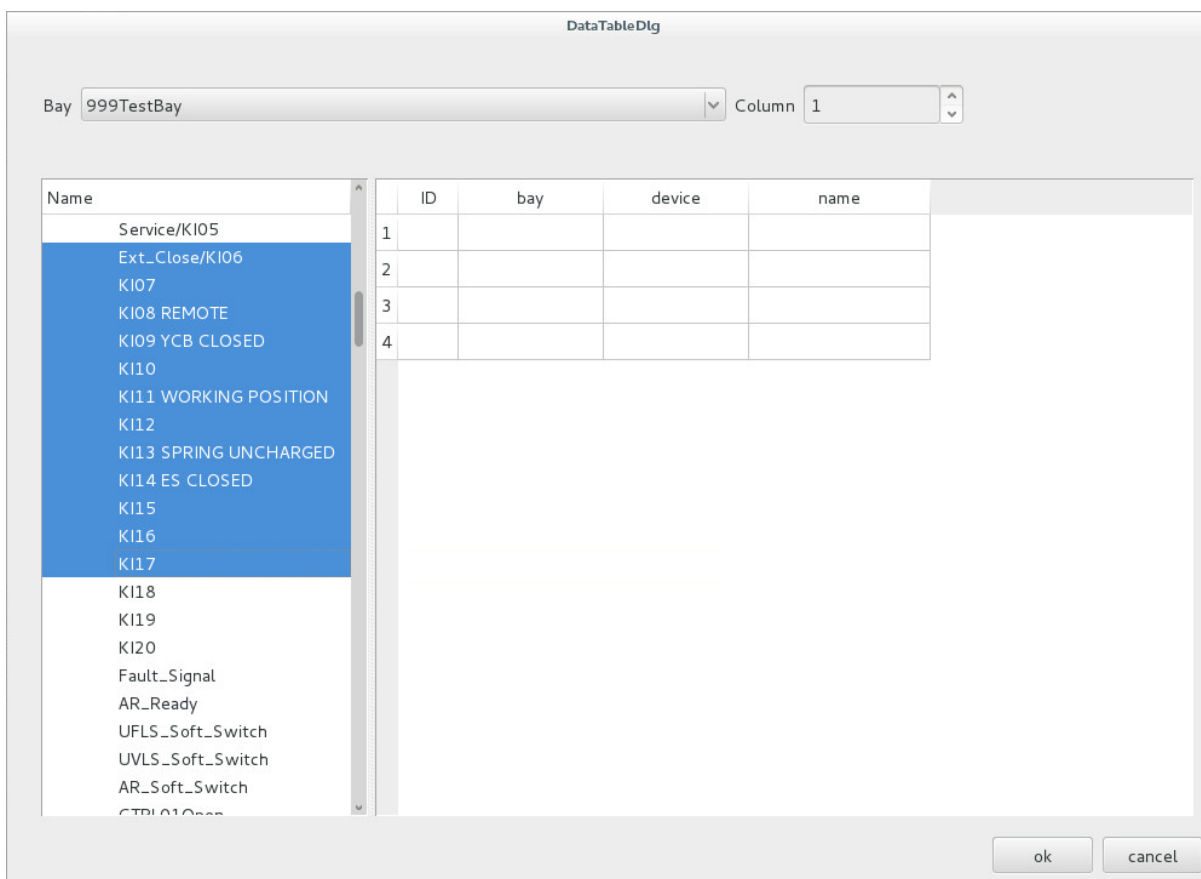 DataTableDlg
Bay 999TestBay Column 1
Name
Service/KI05
Ext_Close/KI06
KI07
KI08 REMOTE
KI09 YCB CLOSED
KI10
KI11 WORKING POSITION
KI12
KI13 SPRING UNCHARGED
KI14 ES CLOSED
KI15
KI16
KI17
KI18
KI19
KI20
Fault_Signal
AR_Ready
UFLS_Soft_Switch
UVLS_Soft_Switch
AR_Soft_Switch
ID bay device name
1
2
3
4
ok cancel